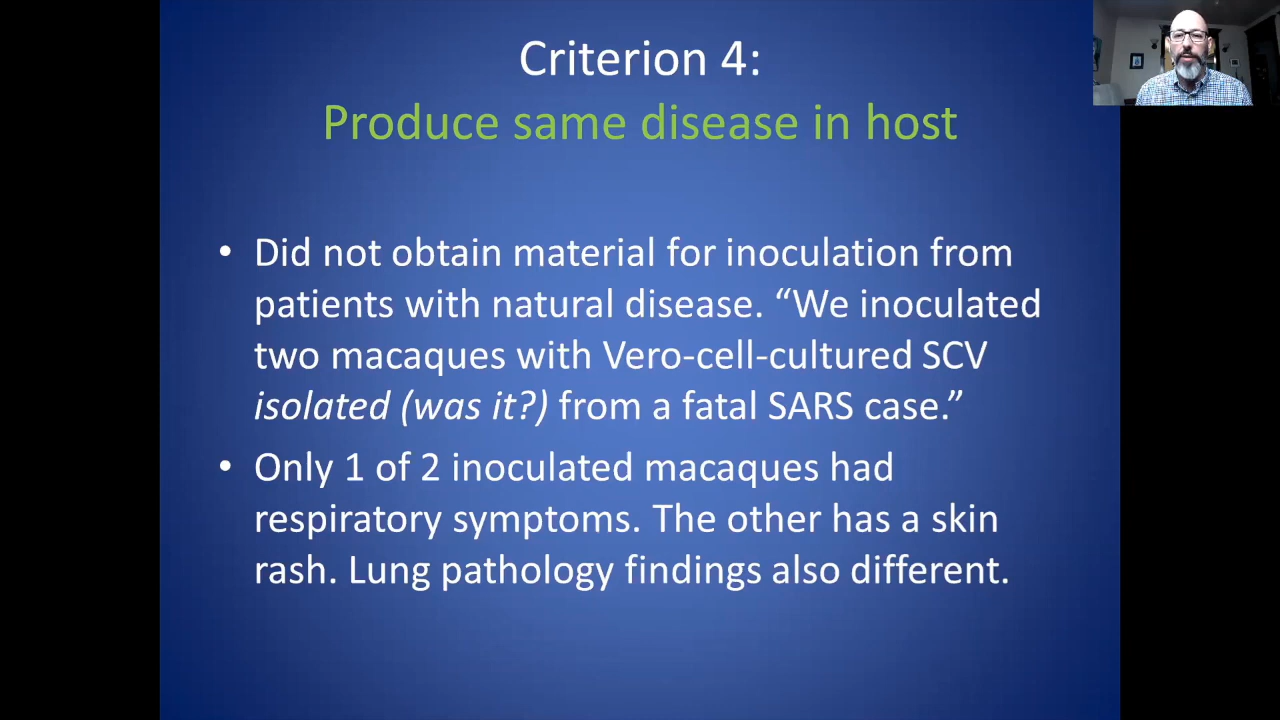 Criterion 4:
Produce same disease in host
• Did not obtain material for inoculation from
patients with natural disease. “We inoculated
two macaques with Vero-cell-cultured SCV
isolated (was it?) from a fatal SARS case.”
• Only 1 of 2 inoculated macaques had
respiratory symptoms. The other has a skin
rash. Lung pathology findings also different.